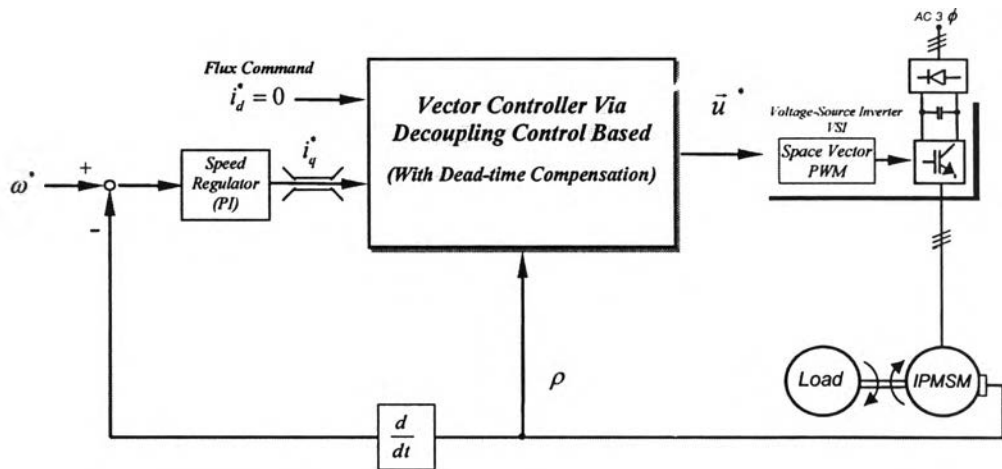 AC 3 ϕ
Flux Command
i*d = 0
Vector Controller Via
Decoupling Control Based
(With Dead-time Compensation)
u⃗ *
Voltage-Source Inverter
VSI
Space Vector
PWM
i*q
Speed
Regulator
(PI)
ω*
+
−
ρ
Load
IPMSM
d
dt